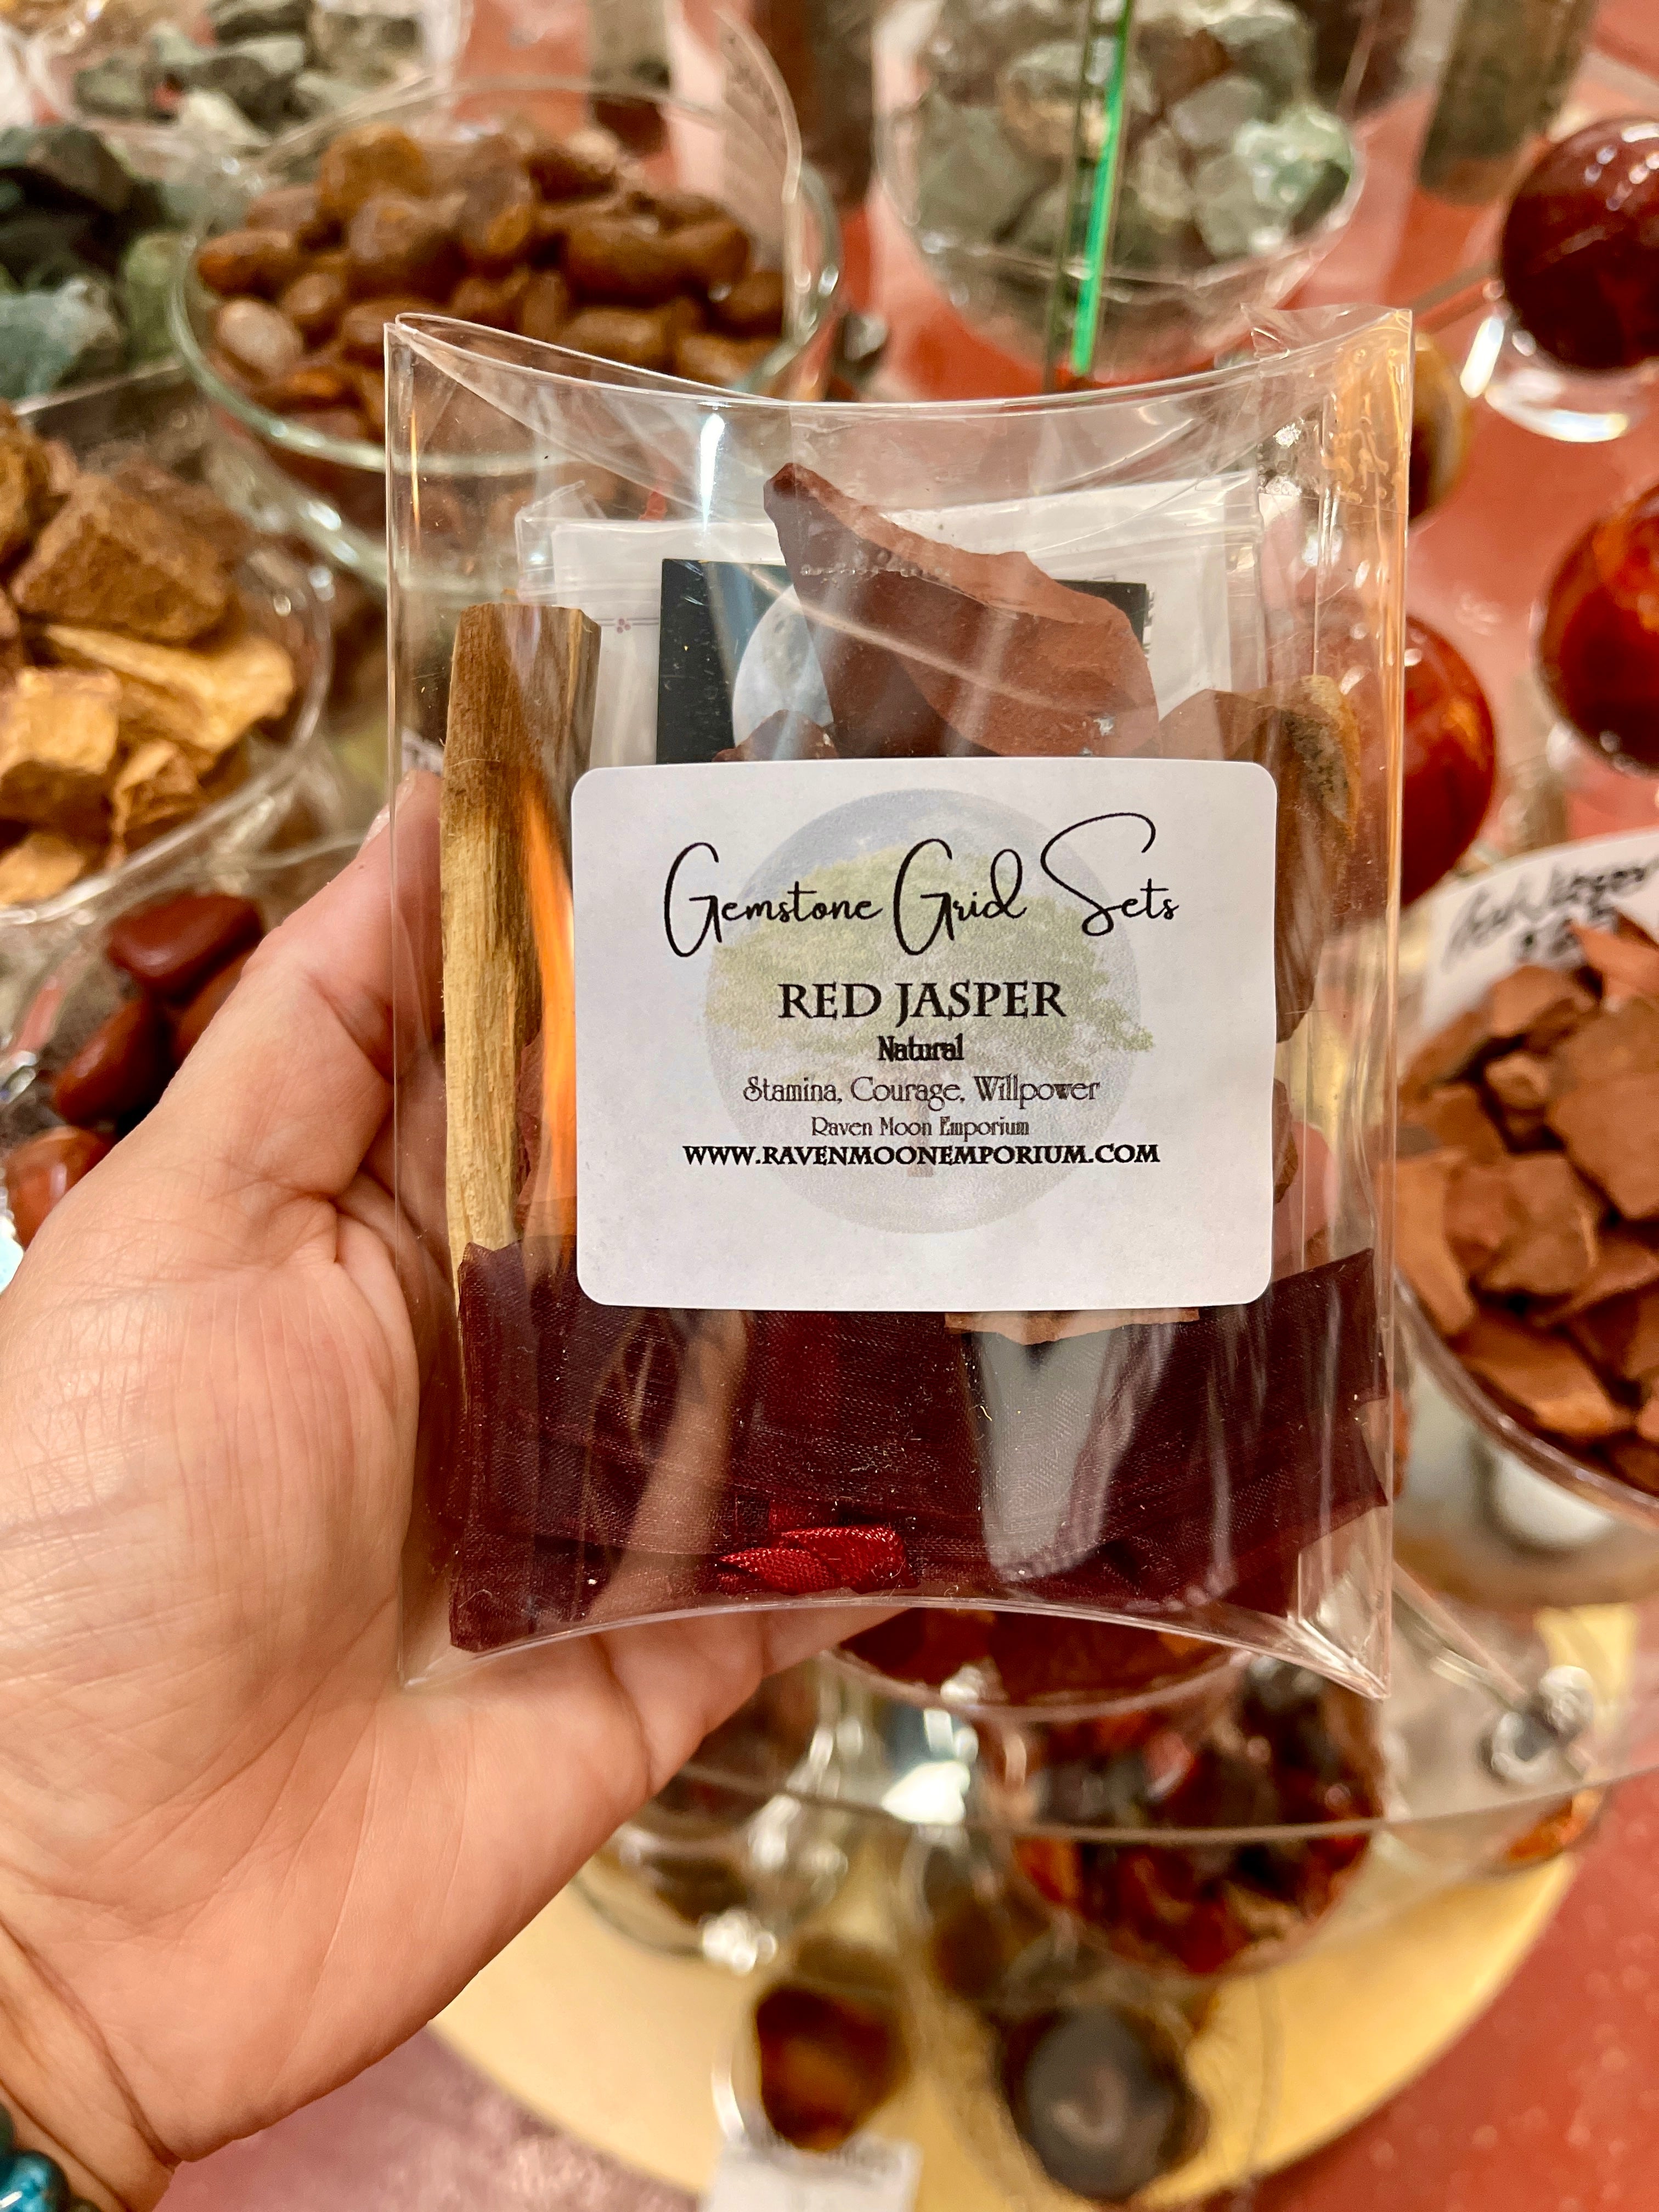 Gemstone Grid Sets
RED JASPER
Natural
Stamina, Courage, Willpower
Raven Moon Emporium
WWW.RAVENMOONEMPORIUM.COM